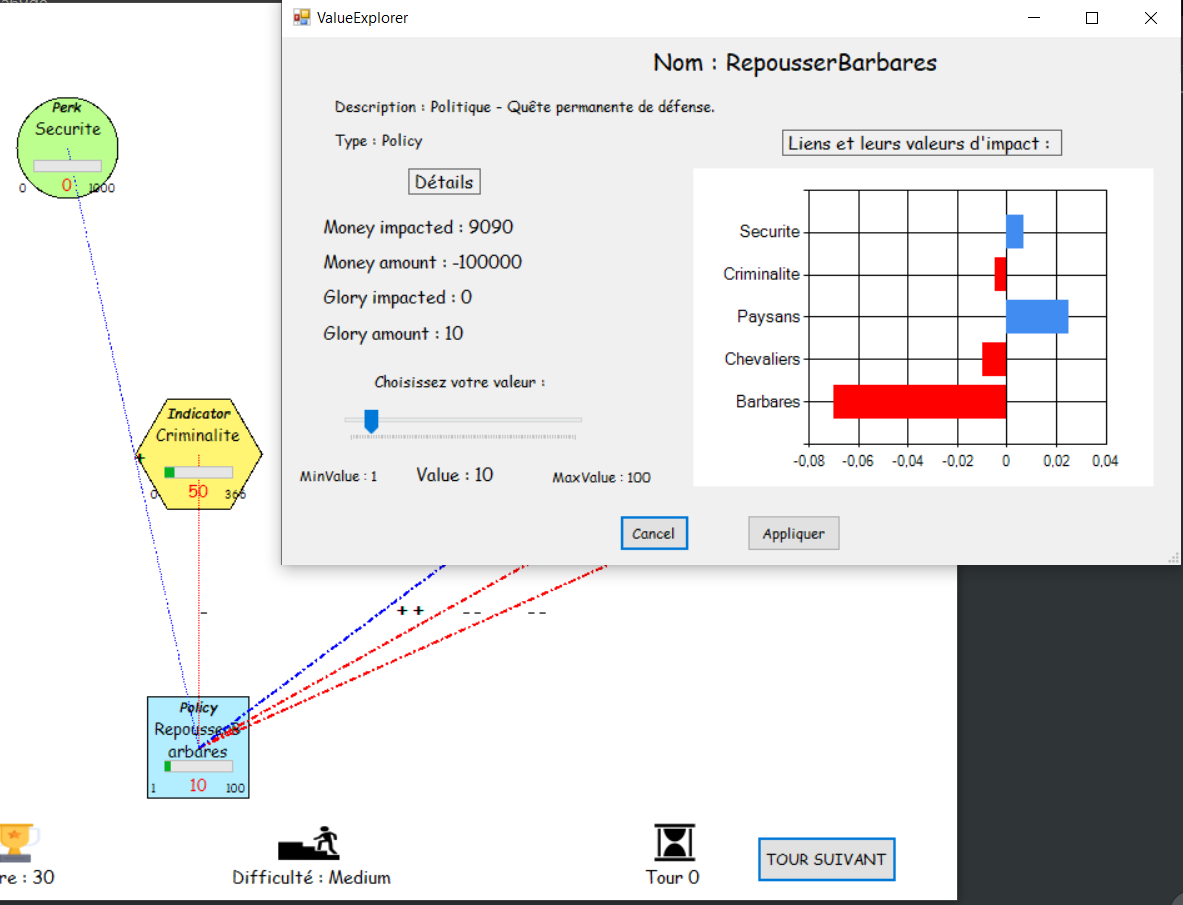 ValueExplorer
Nom : RepousserBarbares
Description : Politique - Quête permanente de défense.
Type : Policy
Détails
Money impacted : 9090
Money amount : -100000
Glory impacted : 0
Glory amount : 10
Choisissez votre valeur :
MinValue : 1
Value : 10
MaxValue : 100
Liens et leurs valeurs d'impact :
Securite
Criminalite
Paysans
Chevaliers
Barbares
-0,08 -0,06 -0,04 -0,02 0 0,02 0,04
Cancel
Appliquer
Perk
Securite
0 0 1000
Indicator
Criminalite
+
0 50 366
- ++ -- --
Policy
RepousserB
arbares
1 10 100
re : 30
Difficulté : Medium
Tour 0
TOUR SUIVANT